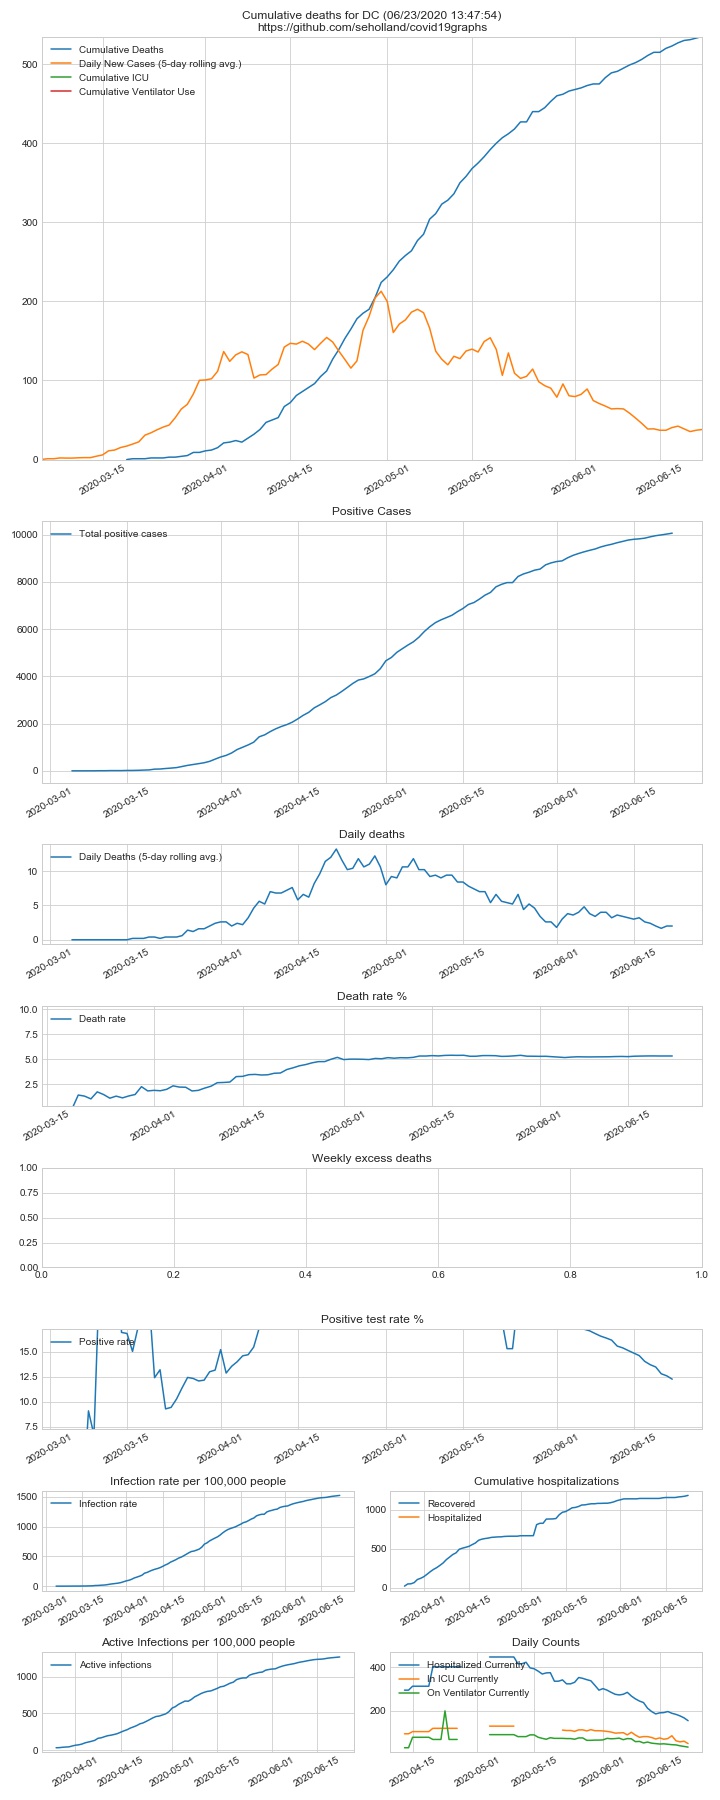 Cumulative deaths for DC (06/23/2020 13:47:54)
https://github.com/seholland/covid19graphs
Cumulative Deaths
Daily New Cases (5-day rolling avg.)
Cumulative ICU
Cumulative Ventilator Use
500
400
300
200
100
0
2020-03-15 2020-04-01 2020-04-15 2020-05-01 2020-05-15 2020-06-01 2020-06-15
Positive Cases
Total positive cases
10000
8000
6000
4000
2000
0
2020-03-01 2020-03-15 2020-04-01 2020-04-15 2020-05-01 2020-05-15 2020-06-01 2020-06-15
Daily deaths
Daily Deaths (5-day rolling avg.)
10
5
0
2020-03-01 2020-03-15 2020-04-01 2020-04-15 2020-05-01 2020-05-15 2020-06-01 2020-06-15
Death rate %
Death rate
10.0
7.5
5.0
2.5
2020-03-15 2020-04-01 2020-04-15 2020-05-01 2020-05-15 2020-06-01 2020-06-15
Weekly excess deaths
1.00
0.75
0.50
0.25
0.00
0.0 0.2 0.4 0.6 0.8 1.0
Positive test rate %
Positive rate
15.0
12.5
10.0
7.5
2020-03-01 2020-03-15 2020-04-01 2020-04-15 2020-05-01 2020-05-15 2020-06-01 2020-06-15
Infection rate per 100,000 people
Infection rate
1500
1000
500
0
2020-03-01 2020-03-15 2020-04-01 2020-04-15 2020-05-01 2020-05-15 2020-06-01 2020-06-15
Cumulative hospitalizations
Recovered
Hospitalized
1000
500
0
2020-04-01 2020-04-15 2020-05-01 2020-05-15 2020-06-01 2020-06-15
Active Infections per 100,000 people
Active infections
1000
500
0
2020-04-01 2020-04-15 2020-05-01 2020-05-15 2020-06-01 2020-06-15
Daily Counts
Hospitalized Currently
In ICU Currently
On Ventilator Currently
400
200
2020-04-15 2020-05-01 2020-05-15 2020-06-01 2020-06-15